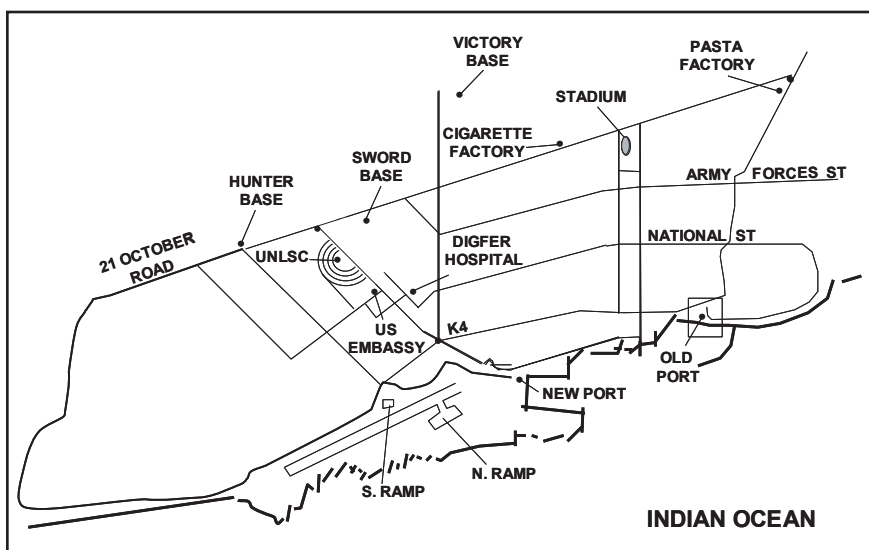 VICTORY
BASE
PASTA
FACTORY
STADIUM
CIGARETTE
FACTORY
SWORD
BASE
ARMY FORCES ST
HUNTER
BASE
21 OCTOBER
ROAD
UNLSC
DIGFER
HOSPITAL
NATIONAL ST
US
EMBASSY
K4
OLD
PORT
NEW PORT
S. RAMP
N. RAMP
INDIAN OCEAN